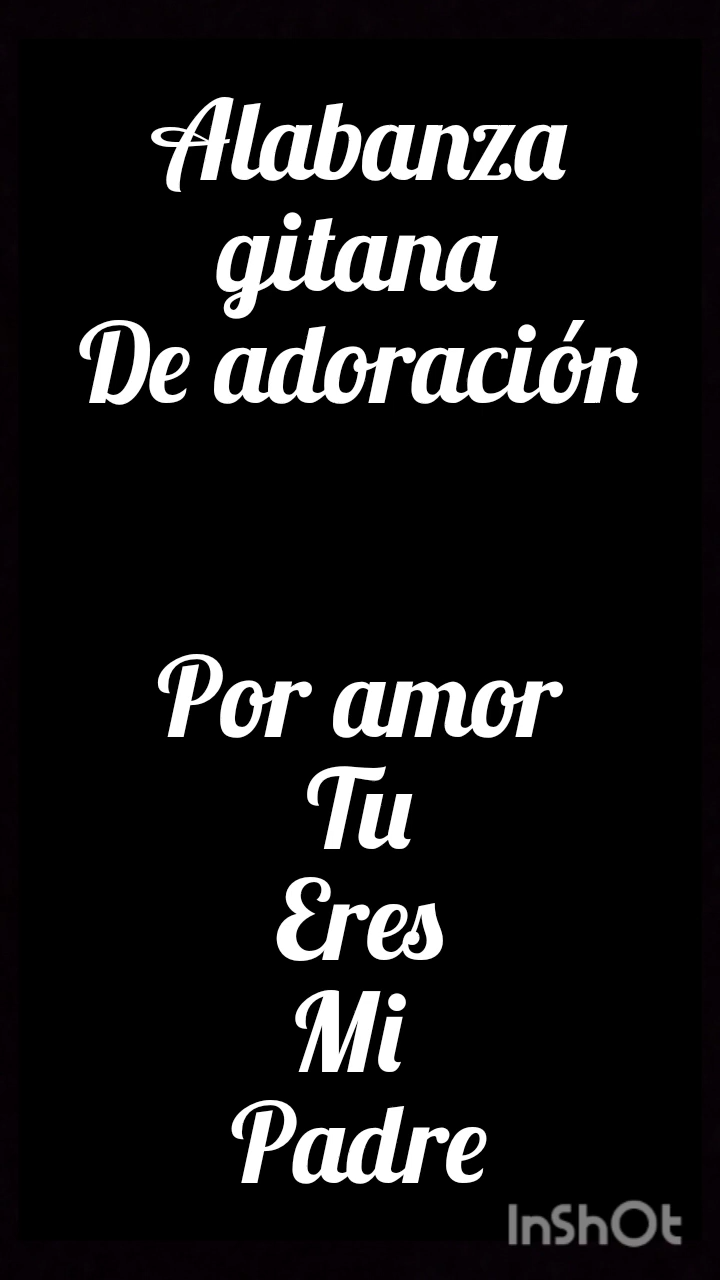 Alabanza
gitana
De adoración
Por amor
Tu
Eres
Mi
Padre
InShOt